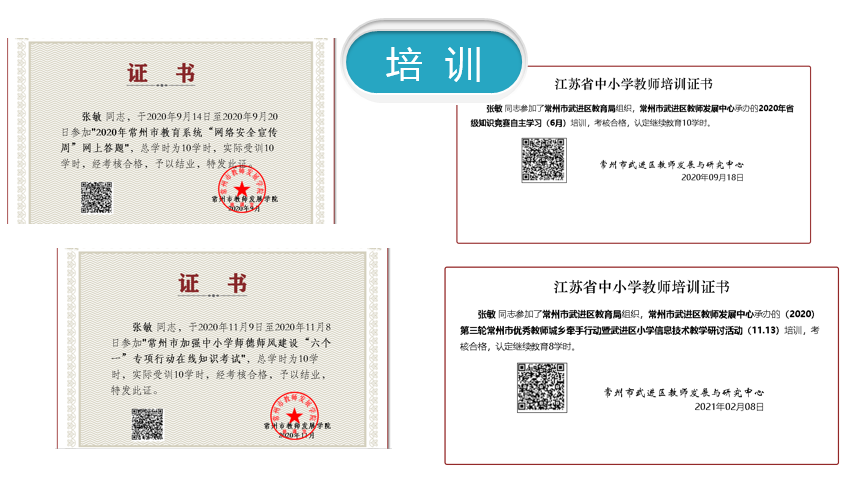 培 训
证 书
张敏 同志，于2020年9月14日至2020年9月20
日参加"2020年常州市教育系统“网络安全宣传
周”网上答题"，总学时为10学时，实际受训10
学时，经考核合格，予以结业，特发此证。
常州市教师发展学院
2020年9月
江苏省中小学教师培训证书
张敏 同志参加了常州市武进区教育局组织，常州市武进区教师发展中心承办的2020年省
级知识竞赛自主学习（6月）培训，考核合格，认定继续教育10学时。
常州市武进区教师发展与研究中心
2020年09月18日
证 书
张敏 同志，于2020年11月9日至2020年11月8
日参加"常州市加强中小学师德师风建设“六个
一”专项行动在线知识考试"，总学时为10学
时，实际受训10学时，经考核合格，予以结业，
特发此证。
常州市教师发展学院
2020年11月
江苏省中小学教师培训证书
张敏 同志参加了常州市武进区教育局组织，常州市武进区教师发展中心承办的（2020）
第三轮常州市优秀教师城乡牵手行动暨武进区小学信息技术教学研讨活动（11.13）培训，考
核合格，认定继续教育8学时。
常州市武进区教师发展与研究中心
2021年02月08日